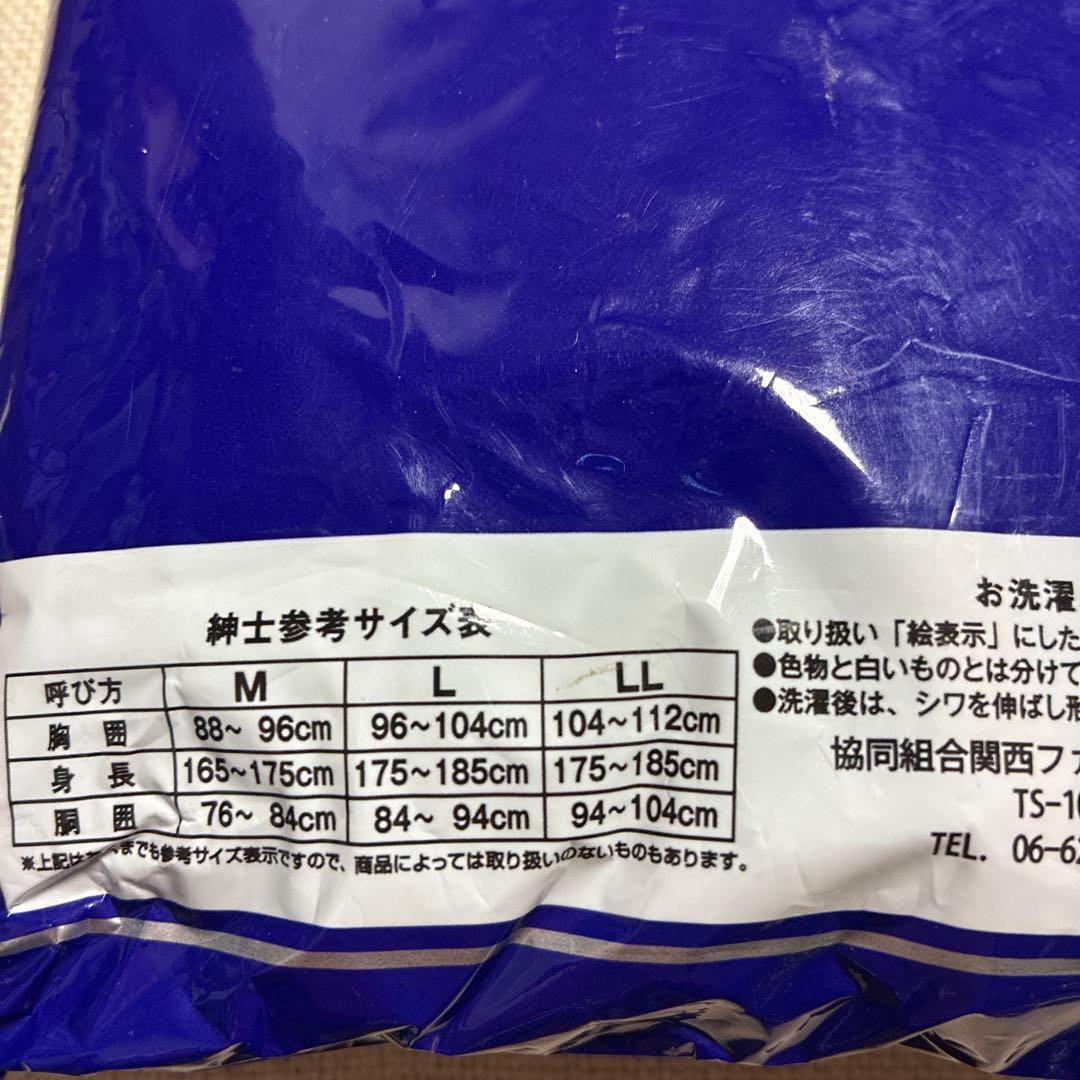 紳士参考サイズ表
呼び方 M L LL
胸囲 88~ 96cm 96~104cm 104~112cm
身長 165~175cm 175~185cm 175~185cm
胴囲 76~ 84cm 84~ 94cm 94~104cm
※上記は までも参考サイズ表示ですので、商品によっては取り扱いのないものもあります。
お洗濯
●取り扱い「絵表示」にした
●色物と白いものとは分けて
●洗濯後は、シワを伸ばし形
協同組合関西ファ
TS-10
TEL. 06-62